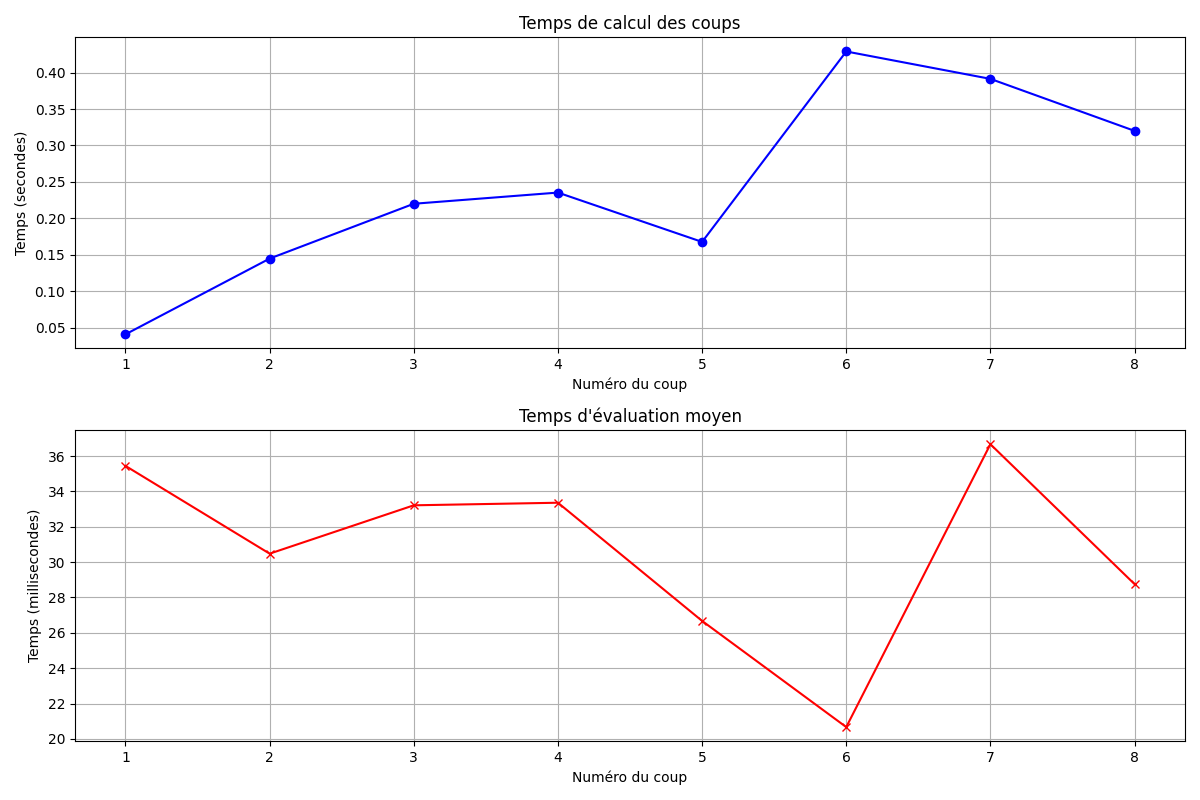 Temps de calcul des coups
Temps (secondes)
0.40
0.35
0.30
0.25
0.20
0.15
0.10
0.05
1 2 3 4 5 6 7 8
Numéro du coup
Temps d'évaluation moyen
Temps (millisecondes)
36
34
32
30
28
26
24
22
20
1 2 3 4 5 6 7 8
Numéro du coup